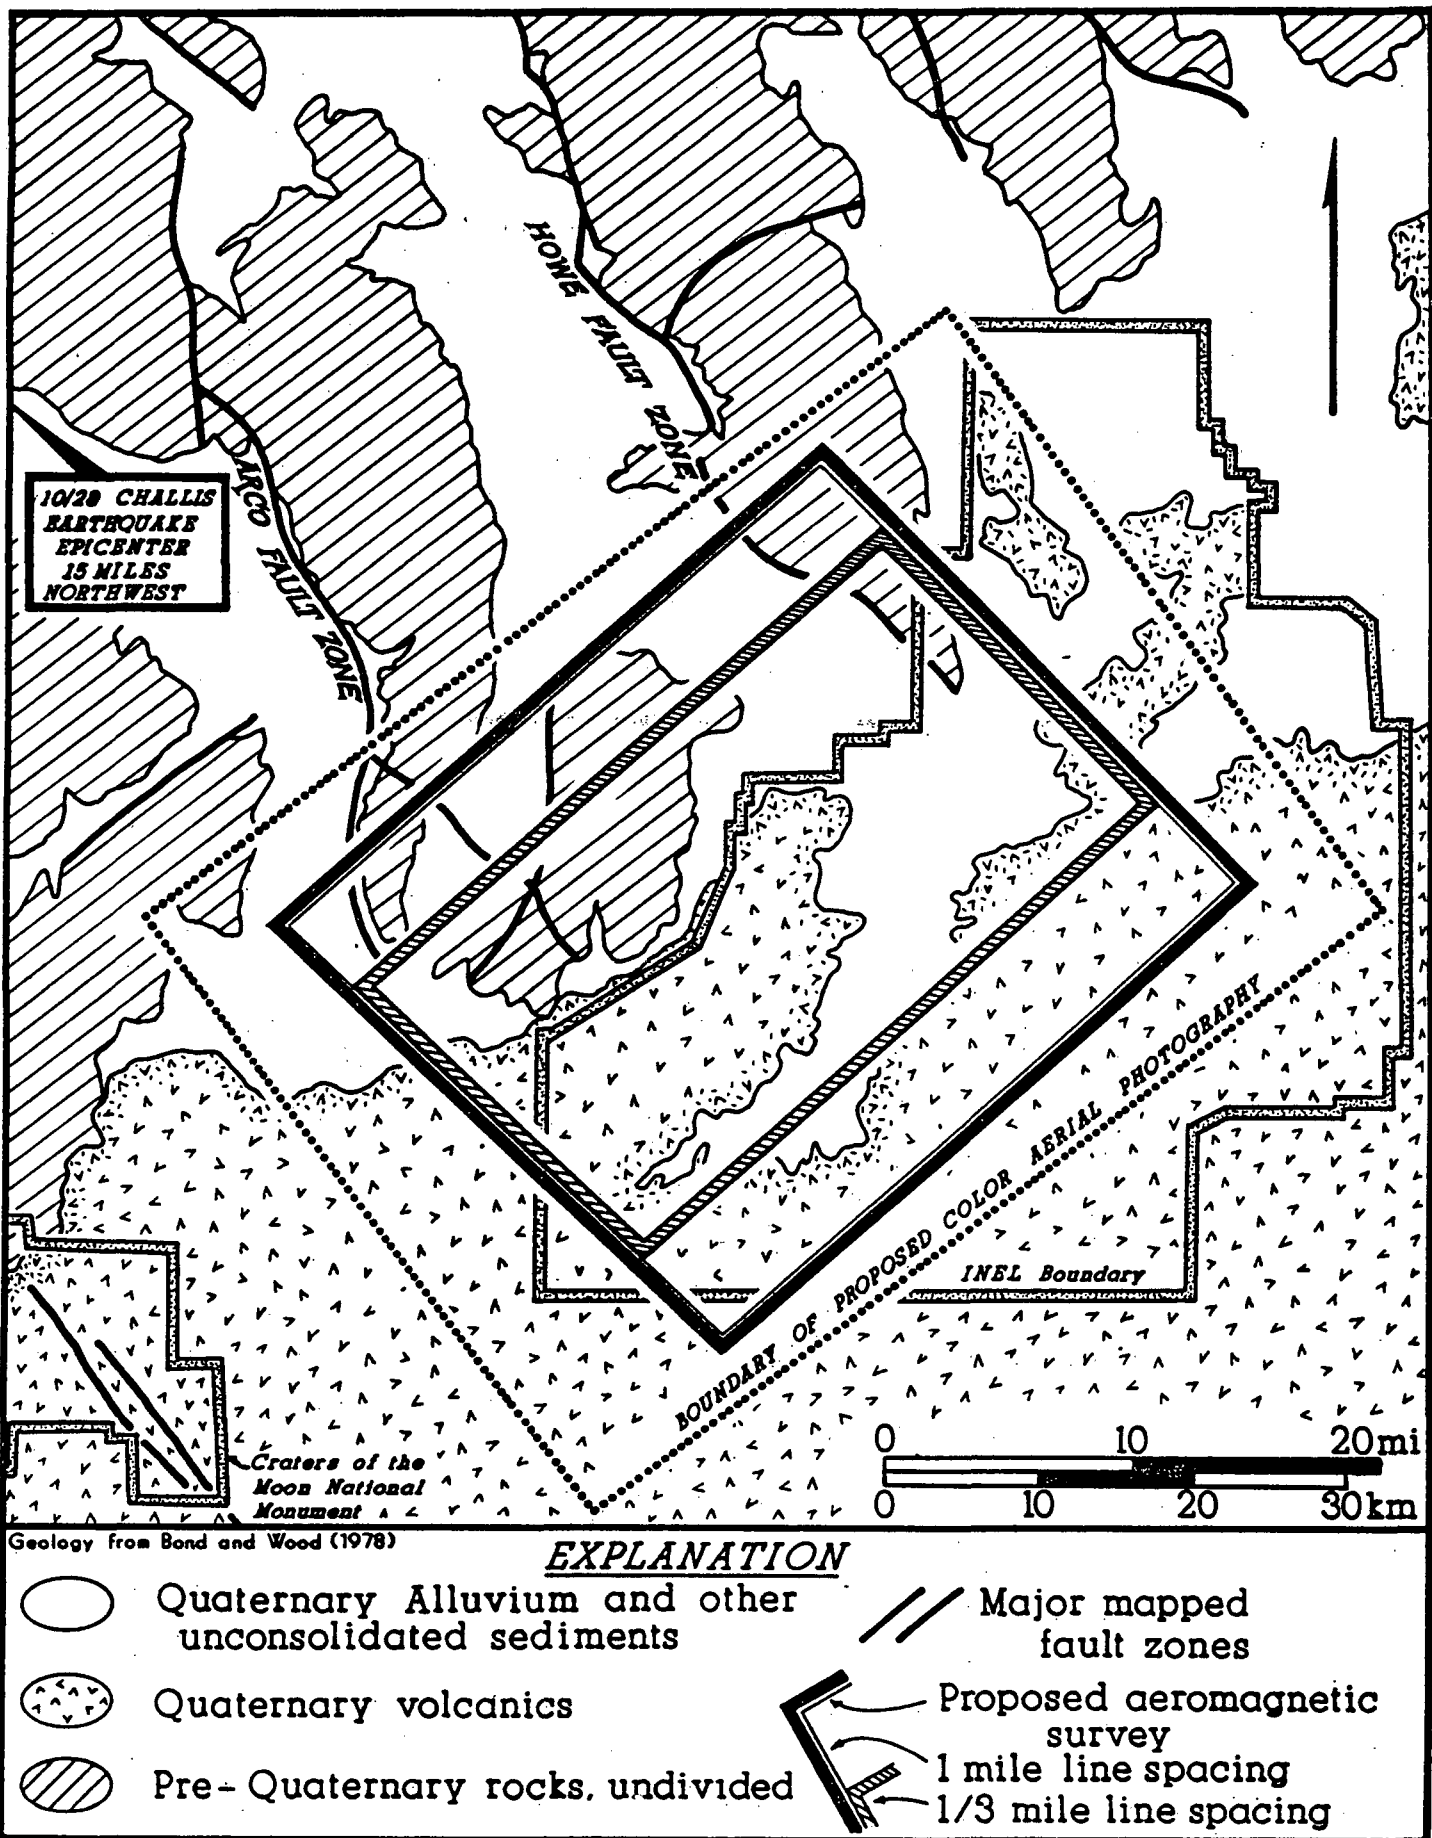 HOWE FAULT ZONE
ARCO FAULT ZONE
10/28 CHALLIS
EARTHQUAKE
EPICENTER
15 MILES
NORTHWEST
BOUNDARY OF PROPOSED COLOR AERIAL PHOTOGRAPHY
INEL Boundary
Craters of the
Moon National
Monument
0 10 20mi
0 10 20 30km
Geology from Bond and Wood (1978)
EXPLANATION
Quaternary Alluvium and other
unconsolidated sediments
Quaternary volcanics
Pre-Quaternary rocks, undivided
Major mapped
fault zones
Proposed aeromagnetic
survey
1 mile line spacing
1/3 mile line spacing